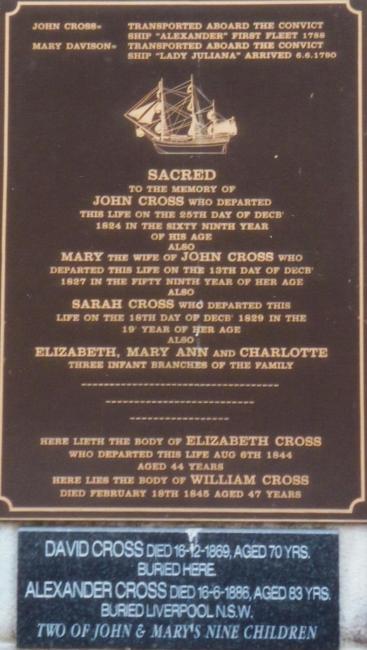 JOHN CROSS= TRANSPORTED ABOARD THE CONVICT
SHIP "ALEXANDER" FIRST FLEET 1788
MARY DAVISON= TRANSPORTED ABOARD THE CONVICT
SHIP "LADY JULIANA" ARRIVED 6.6.1790
SACRED
TO THE MEMORY OF
JOHN CROSS WHO DEPARTED
THIS LIFE ON THE 25TH DAY OF DECB'
1824 IN THE SIXTY NINTH YEAR
OF HIS AGE
ALSO
MARY THE WIFE OF JOHN CROSS WHO
DEPARTED THIS LIFE ON THE 13TH DAY OF DECB'
1827 IN THE FIFTY NINTH YEAR OF HER AGE
ALSO
SARAH CROSS WHO DEPARTED THIS
LIFE ON THE 18TH DAY OF DECB' 1829 IN THE
19' YEAR OF HER AGE
ALSO
ELIZABETH, MARY ANN AND CHARLOTTE
THREE INFANT BRANCHES OF THE FAMILY
HERE LIETH THE BODY OF ELIZABETH CROSS
WHO DEPARTED THIS LIFE AUG 6TH 1844
AGED 44 YEARS
HERE LIES THE BODY OF WILLIAM CROSS
DIED FEBRUARY 18TH 1845 AGED 47 YEARS
DAVID CROSS DIED 16-12-1869, AGED 70 YRS.
BURIED HERE.
ALEXANDER CROSS DIED 16-6-1886, AGED 83 YRS.
BURIED LIVERPOOL N.S.W.
TWO OF JOHN & MARY'S NINE CHILDREN